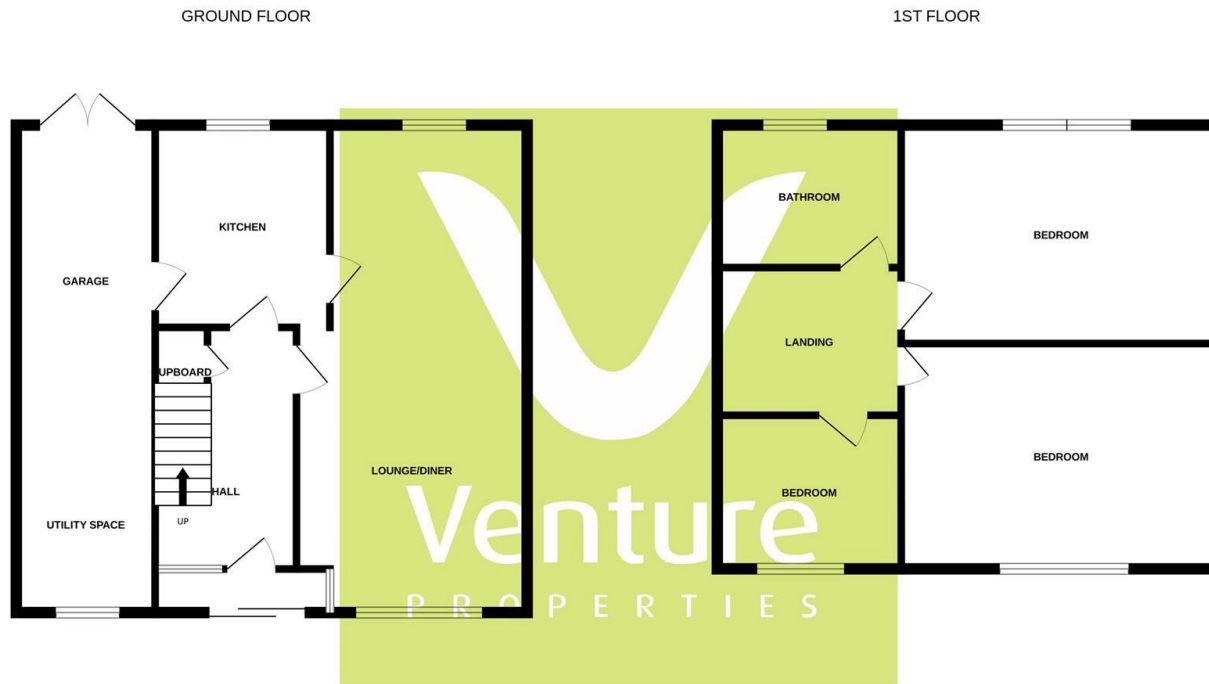 GROUND FLOOR
1ST FLOOR
KITCHEN
GARAGE
UPBOARD
HALL
UP
UTILITY SPACE
LOUNGE/DINER
BATHROOM
BEDROOM
LANDING
BEDROOM
BEDROOM
Venture
PROPERTIES